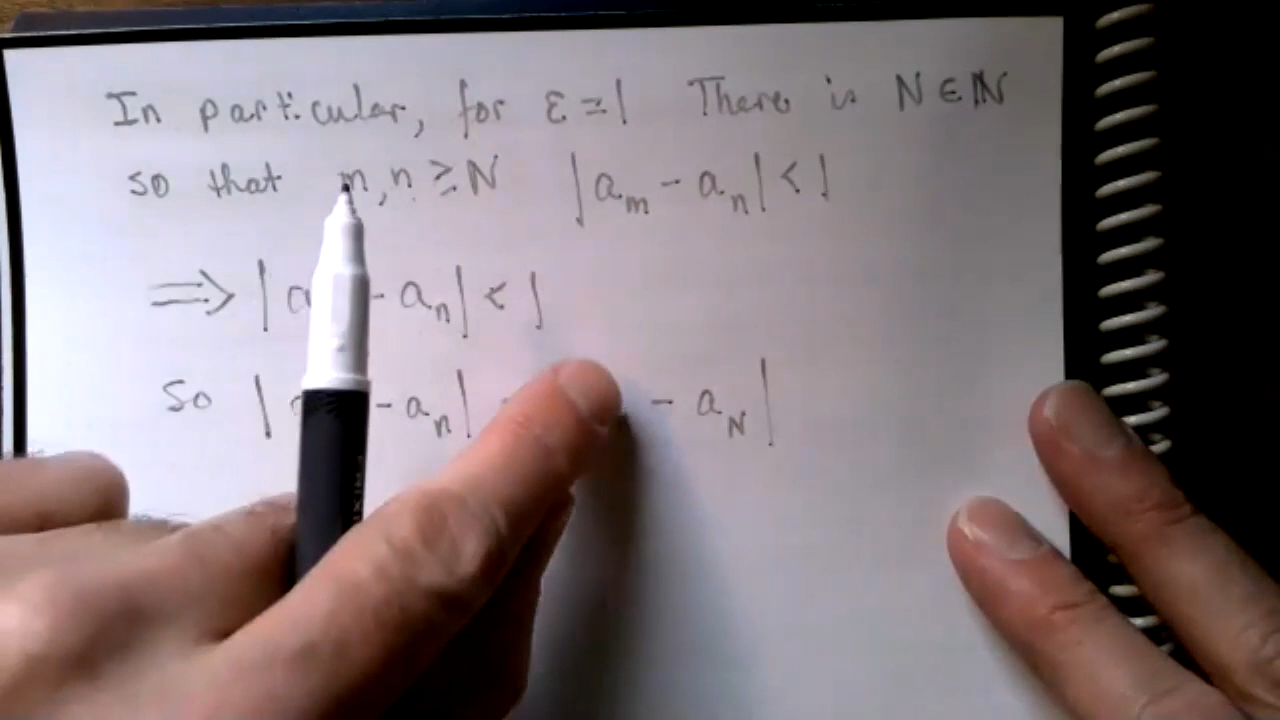 In particular, for ε = 1 There is N ∈ ℕ
so that m, n ≥ N |a_m - a_n| < 1
⇒ |a - a_n| < 1
So | - a_n| - a_N|